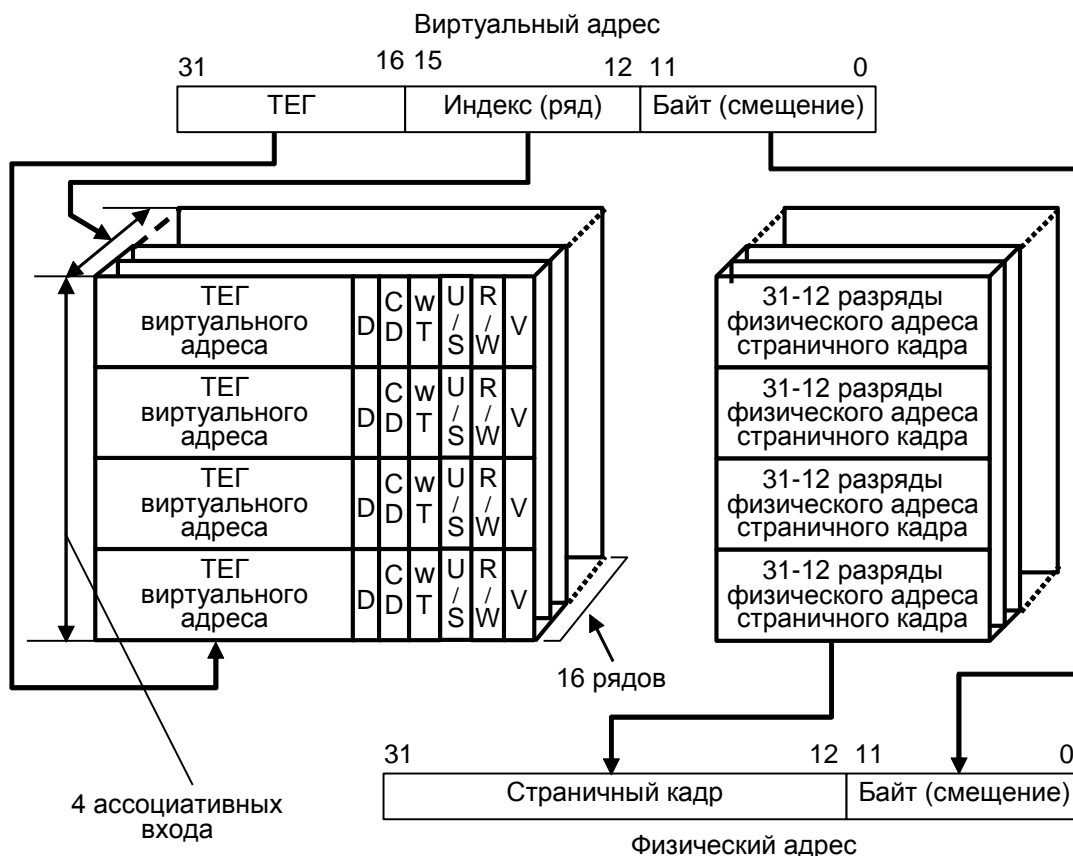 Виртуальный адрес
31 16 15 12 11 0
ТЕГ Индекс (ряд) Байт (смещение)
ТЕГ
виртуального
адреса
D
C
D
W
T
U
/
S
R
/
W
V
31-12 разряды
физического адреса
страничного кадра
ТЕГ
виртуального
адреса
D
C
D
W
T
U
/
S
R
/
W
V
31-12 разряды
физического адреса
страничного кадра
ТЕГ
виртуального
адреса
D
C
D
W
T
U
/
S
R
/
W
V
31-12 разряды
физического адреса
страничного кадра
ТЕГ
виртуального
адреса
D
C
D
W
T
U
/
S
R
/
W
V
31-12 разряды
физического адреса
страничного кадра
16 рядов
4 ассоциативных
входа
31 12 11 0
Страничный кадр Байт (смещение)
Физический адрес